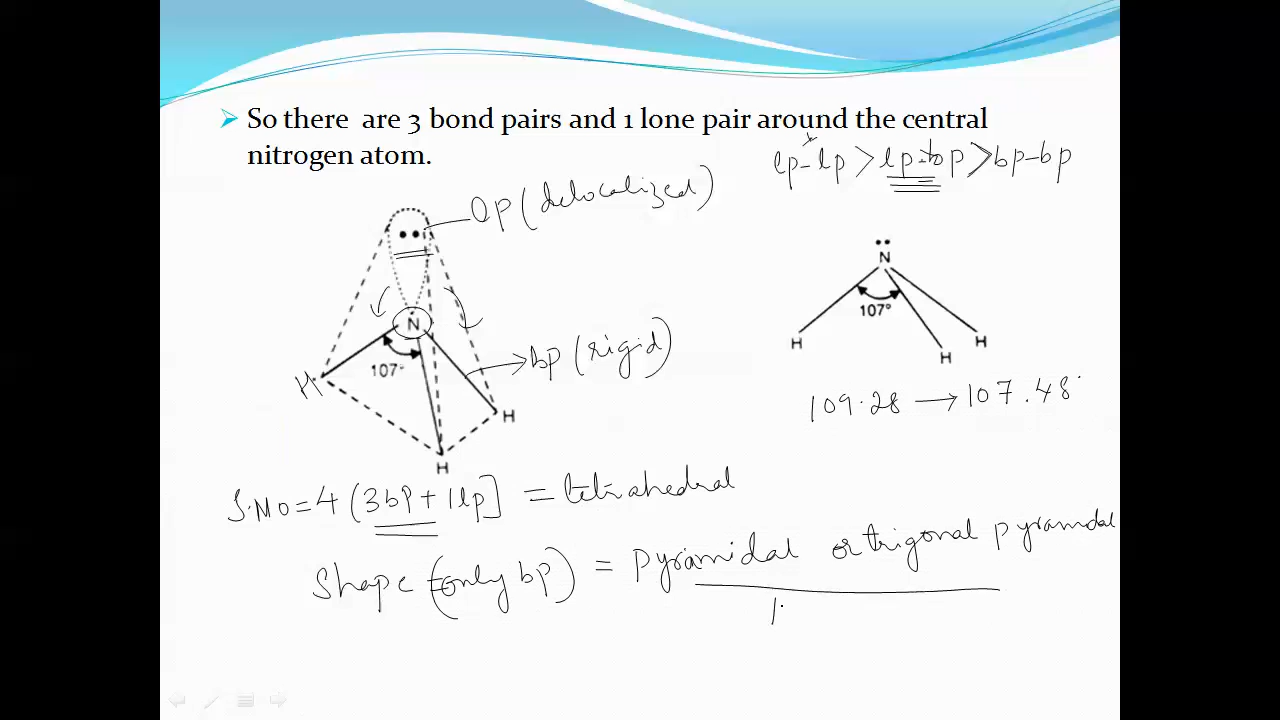 So there are 3 bond pairs and 1 lone pair around the central
nitrogen atom.
lp-lp > lp-bp > bp-bp
lp (delocalized)
N
107°
H
H
H
bp (rigid)
N
107°
H
H
H
109.28 → 107.48'
S.No = 4 (3bp + 1lp] = tetrahedral
Shape (only bp) = pyramidal or trigonal pyramidal